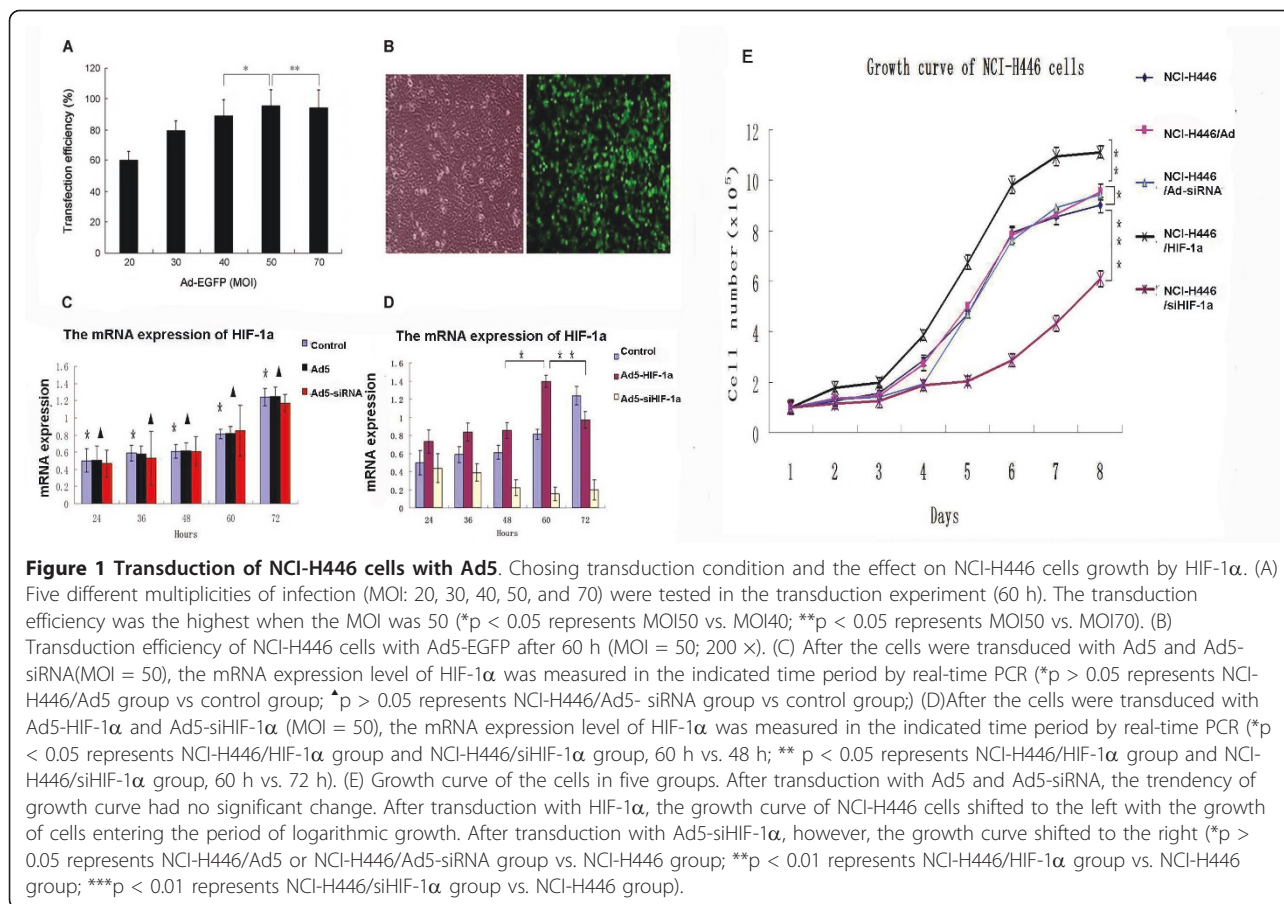 A
*
**
120
100
80
60
40
20
0
Transfection efficiency (%)
20 30 40 50 70
Ad-EGFP (MOI)
B
C
The mRNA expression of HIF-1a
Control
Ad5
Ad5-siRNA
1.6
1.4
1.2
1
0.8
0.6
0.4
0.2
0
mRNA expression
* ▲ * ▲ * ▲ * ▲ * ▲
24 36 48 60 72
Hours
D
The mRNA expression of HIF-1a
Control
Ad5-HIF-1a
Ad5-siHIF-1a
* **
1.6
1.4
1.2
1
0.8
0.6
0.4
0.2
0
mRNA expression
24 36 48 60 72
Hours
E
Growth curve of NCI-H446 cells
NCI-H446
NCI-H446/Ad
NCI-H446
/Ad-siRNA
NCI-H446
/HIF-1a
NCI-H446
/siHIF-1a
12
10
8
6
4
2
0
Cell number(x10⁵)
**
*
***
1 2 3 4 5 6 7 8
Days
Figure 1 Transduction of NCI-H446 cells with Ad5. Chosing transduction condition and the effect on NCI-H446 cells growth by HIF-1α. (A)
Five different multiplicities of infection (MOI: 20, 30, 40, 50, and 70) were tested in the transduction experiment (60 h). The transduction
efficiency was the highest when the MOI was 50 (*p < 0.05 represents MOI50 vs. MOI40; **p < 0.05 represents MOI50 vs. MOI70). (B)
Transduction efficiency of NCI-H446 cells with Ad5-EGFP after 60 h (MOI = 50; 200 ×). (C) After the cells were transduced with Ad5 and Ad5-
siRNA(MOI = 50), the mRNA expression level of HIF-1α was measured in the indicated time period by real-time PCR (*p > 0.05 represents NCI-
H446/Ad5 group vs control group; ▲p > 0.05 represents NCI-H446/Ad5- siRNA group vs control group;) (D)After the cells were transduced with
Ad5-HIF-1α and Ad5-siHIF-1α (MOI = 50), the mRNA expression level of HIF-1α was measured in the indicated time period by real-time PCR (*p
< 0.05 represents NCI-H446/HIF-1α group and NCI-H446/siHIF-1α group, 60 h vs. 48 h; ** p < 0.05 represents NCI-H446/HIF-1α group and NCI-
H446/siHIF-1α group, 60 h vs. 72 h). (E) Growth curve of the cells in five groups. After transduction with Ad5 and Ad5-siRNA, the trendency of
growth curve had no significant change. After transduction with HIF-1α, the growth curve of NCI-H446 cells shifted to the left with the growth
of cells entering the period of logarithmic growth. After transduction with Ad5-siHIF-1α, however, the growth curve shifted to the right (*p >
0.05 represents NCI-H446/Ad5 or NCI-H446/Ad5-siRNA group vs. NCI-H446 group; **p < 0.01 represents NCI-H446/HIF-1α group vs. NCI-H446
group; ***p < 0.01 represents NCI-H446/siHIF-1α group vs. NCI-H446 group).